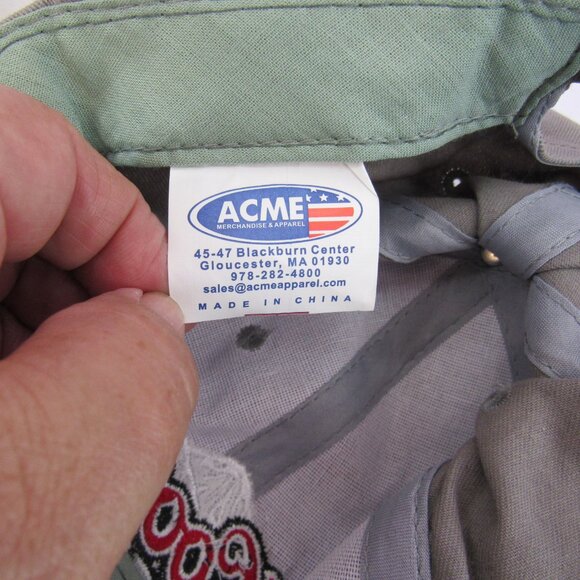 ACME
MERCHANDISE & APPAREL
45-47 Blackburn Center
Gloucester, MA 01930
978-282-4800
sales@acmeapparel.com
MADE IN CHINA